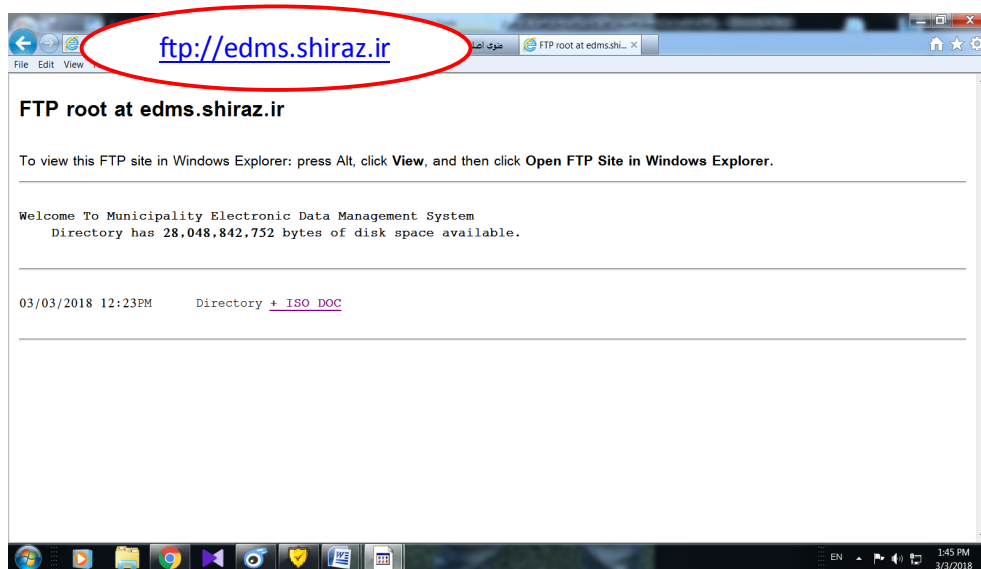 ftp://edms.shiraz.ir
منوی اصلی
FTP root at edms.shi...
File Edit View
FTP root at edms.shiraz.ir
To view this FTP site in Windows Explorer: press Alt, click View, and then click Open FTP Site in Windows Explorer.
Welcome To Municipality Electronic Data Management System
Directory has 28,048,842,752 bytes of disk space available.
03/03/2018 12:23PM Directory + ISO DOC
EN
1:45 PM
3/3/2018